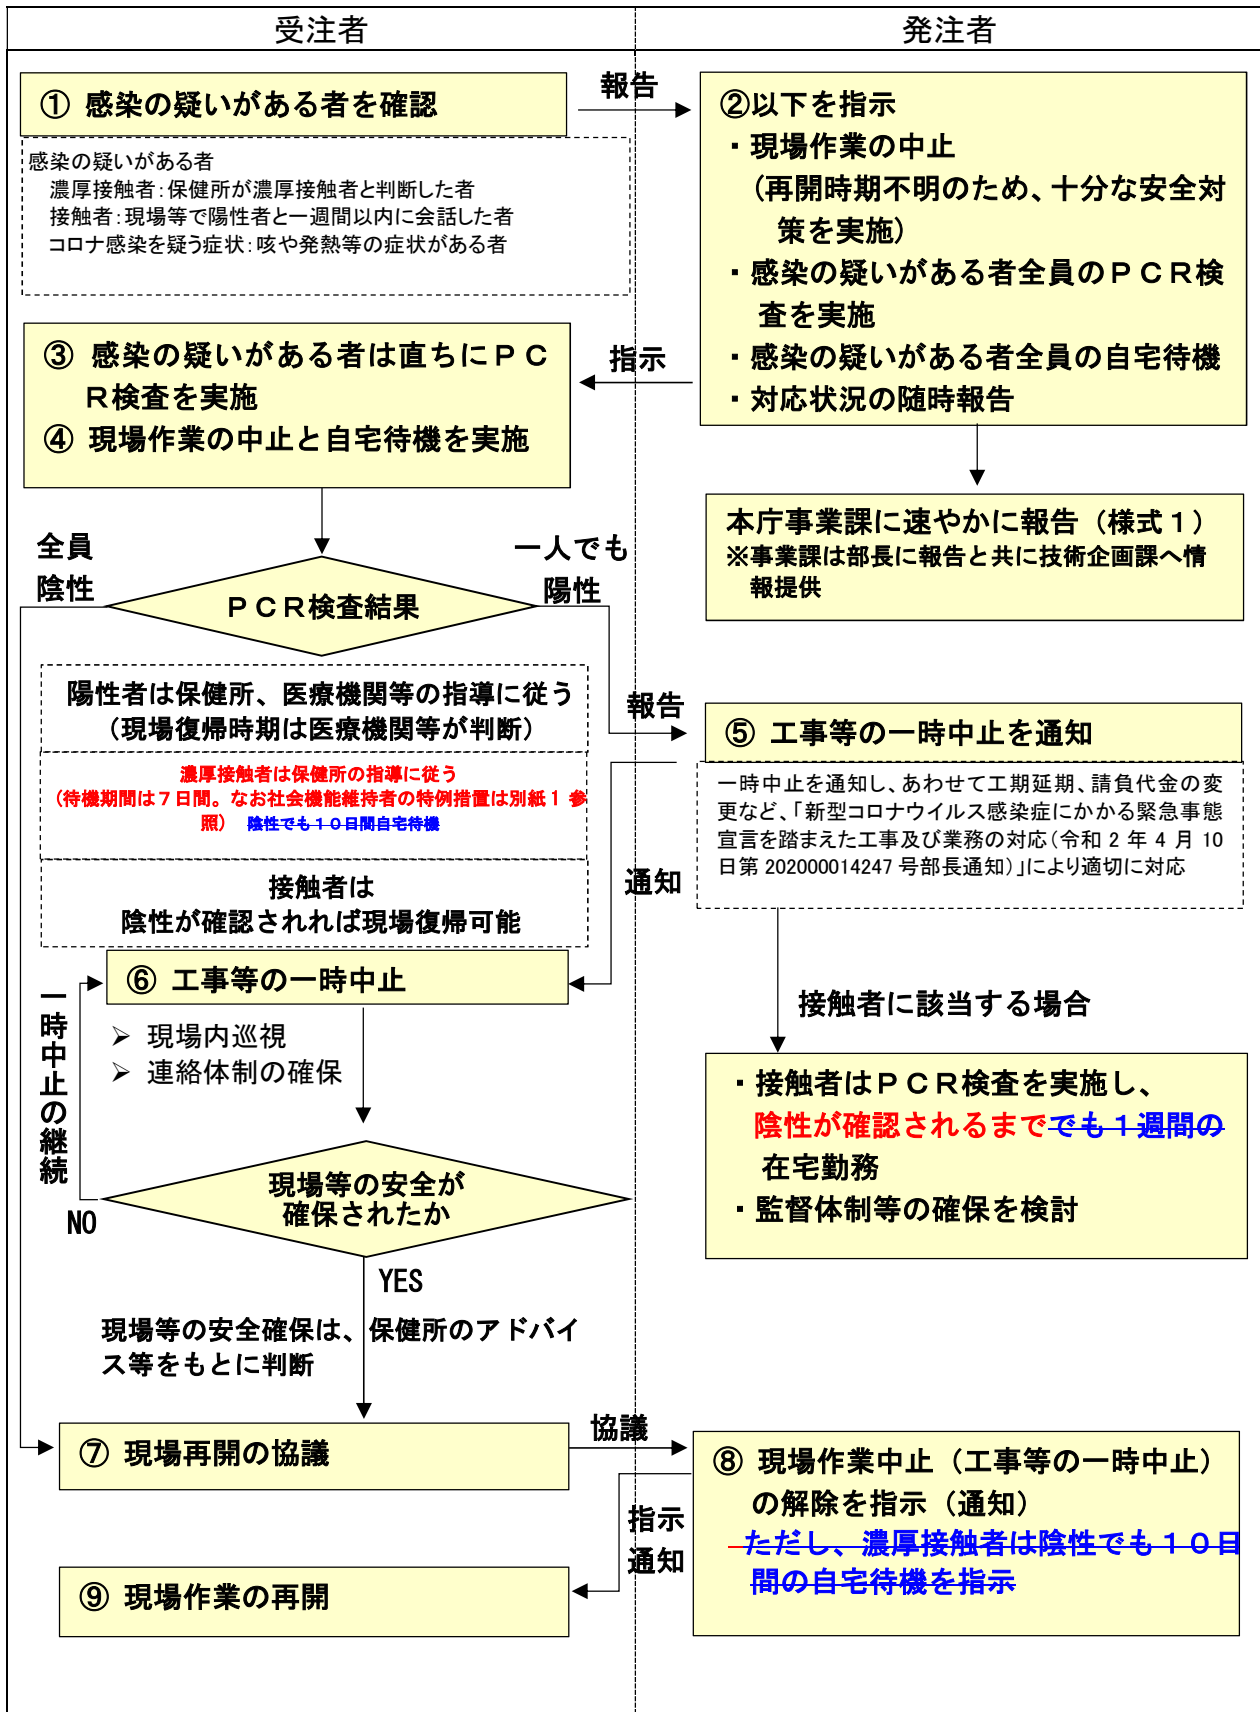 受注者
発注者
① 感染の疑いがある者を確認
報告
感染の疑いがある者
濃厚接触者：保健所が濃厚接触者と判断した者
接触者：現場等で陽性者と一週間以内に会話した者
コロナ感染を疑う症状：咳や発熱等の症状がある者
②以下を指示
・現場作業の中止
（再開時期不明のため、十分な安全対
策を実施）
・感染の疑いがある者全員のＰＣＲ検
査を実施
・感染の疑いがある者全員の自宅待機
・対応状況の随時報告
指示
③ 感染の疑いがある者は直ちにＰＣ
Ｒ検査を実施
④ 現場作業の中止と自宅待機を実施
本庁事業課に速やかに報告（様式１）
※事業課は部長に報告と共に技術企画課へ情
報提供
全員
陰性
一人でも
陽性
ＰＣＲ検査結果
陽性者は保健所、医療機関等の指導に従う
（現場復帰時期は医療機関等が判断）
濃厚接触者は保健所の指導に従う
（待機期間は７日間。なお社会機能維持者の特例措置は別紙１参
照） 陰性でも１０日間自宅待機
接触者は
陰性が確認されれば現場復帰可能
報告
⑤ 工事等の一時中止を通知
一時中止を通知し、あわせて工期延期、請負代金の変
更など、「新型コロナウイルス感染症にかかる緊急事態
宣言を踏まえた工事及び業務の対応（令和 2 年 4 月 10
日第 202000014247 号部長通知）」により適切に対応
通知
⑥ 工事等の一時中止
➢ 現場内巡視
➢ 連絡体制の確保
一時中止の継続
接触者に該当する場合
・接触者はＰＣＲ検査を実施し、
陰性が確認されるまででも１週間の
在宅勤務
・監督体制等の確保を検討
現場等の安全が
確保されたか
NO
YES
現場等の安全確保は、保健所のアドバイ
ス等をもとに判断
⑦ 現場再開の協議
協議
⑧ 現場作業中止（工事等の一時中止）
の解除を指示（通知）
ただし、濃厚接触者は陰性でも１０日
間の自宅待機を指示
指示
通知
⑨ 現場作業の再開